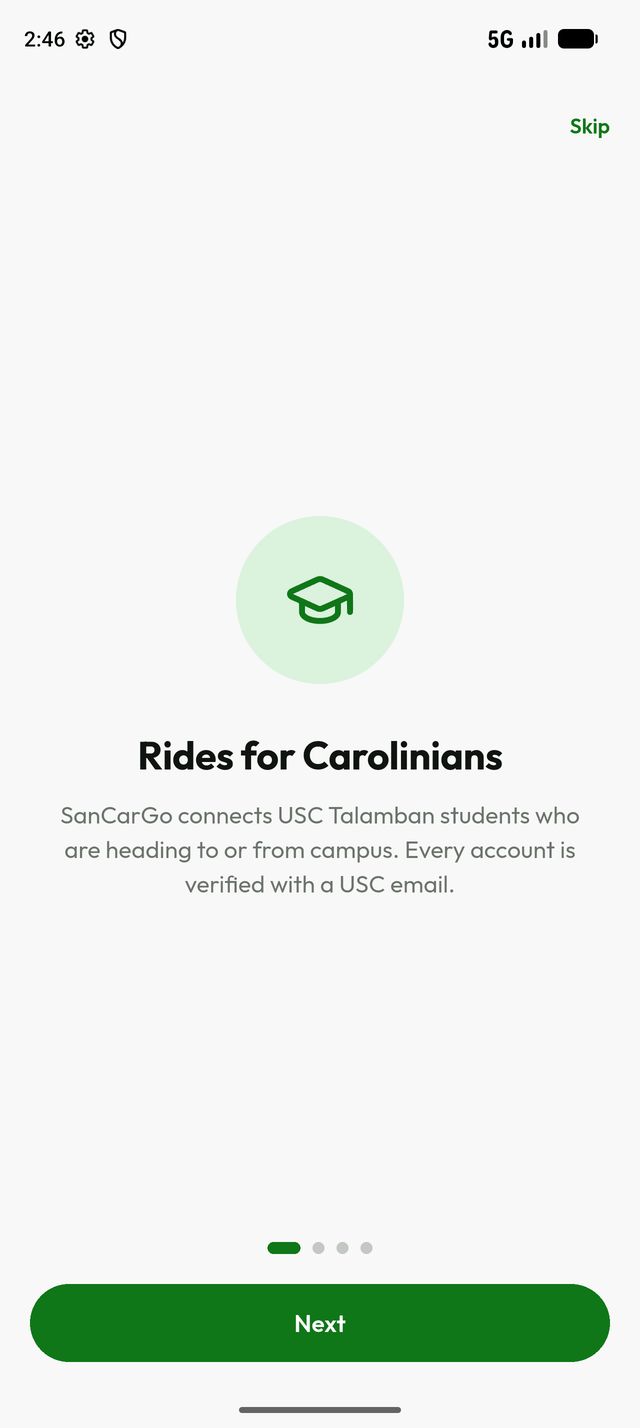 2:46
5G
Skip
Rides for Carolinians
SanCarGo connects USC Talamban students who
are heading to or from campus. Every account is
verified with a USC email.
Next